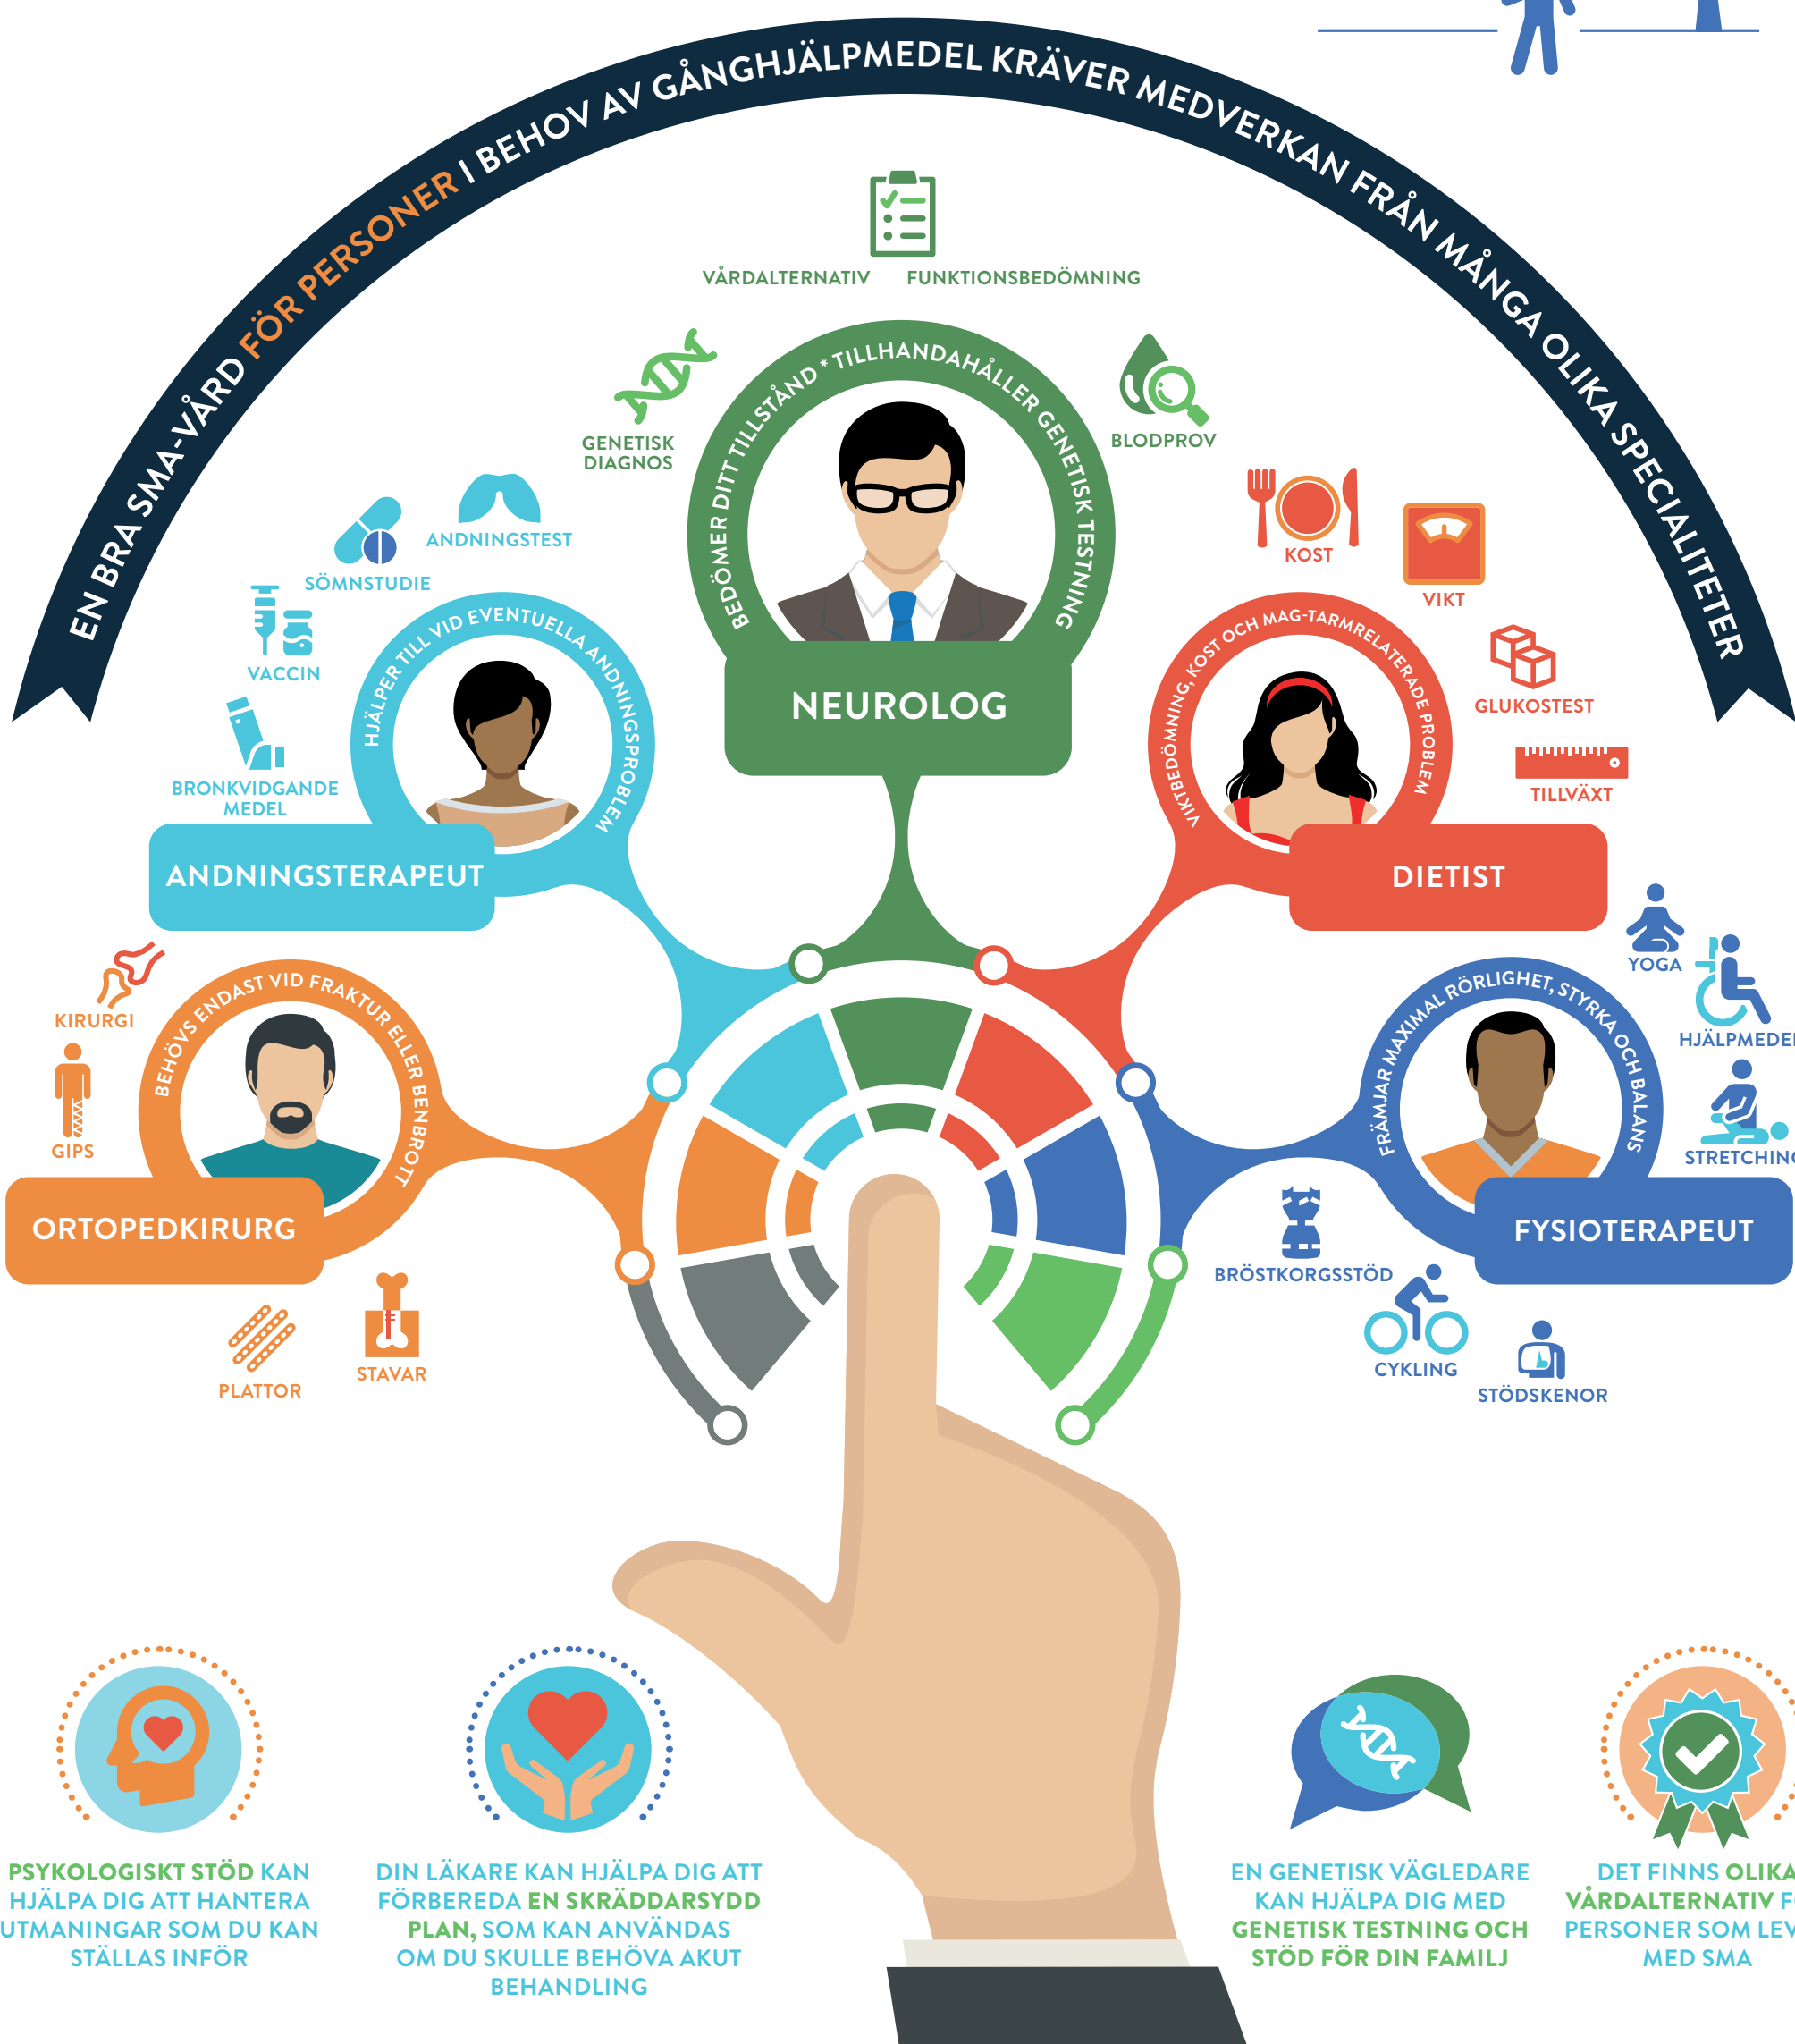 EN BRA SMA-VÅRD FÖR PERSONER I BEHOV AV GÅNGHJÄLPMEDEL KRÄVER MEDVERKAN FRÅN MÅNGA OLIKA SPECIALITETER
VÅRDALTERNATIV
FUNKTIONSBEDÖMNING
GENETISK
DIAGNOS
BLODPROV
BEDÖMER DITT TILLSTÅND * TILLHANDAHÅLLER GENETISK TESTNING
NEUROLOG
ANDNINGSTEST
SÖMNSTUDIE
VACCIN
BRONKVIDGANDE
MEDEL
HJÄLPER TILL VID EVENTUELLA ANDNINGSPROBLEM
ANDNINGSTERAPEUT
KOST
VIKT
GLUKOSTEST
TILLVÄXT
VIKTBEDÖMNING, KOST OCH MAG-TARMRELATERADE PROBLEM
DIETIST
KIRURGI
GIPS
BEHÖVS ENDAST VID FRAKTUR ELLER BENBROTT
ORTOPEDKIRURG
PLATTOR
STAVAR
YOGA
HJÄLPMEDEL
STRETCHING
FRÄMJAR MAXIMAL RÖRLIGHET, STYRKA OCH BALANS
FYSIOTERAPEUT
BRÖSTKORGSSTÖD
CYKLING
STÖDSKENOR
PSYKOLOGISKT STÖD KAN
HJÄLPA DIG ATT HANTERA
UTMANINGAR SOM DU KAN
STÄLLAS INFÖR
DIN LÄKARE KAN HJÄLPA DIG ATT
FÖRBEREDA EN SKRÄDDARSYDD
PLAN, SOM KAN ANVÄNDAS
OM DU SKULLE BEHÖVA AKUT
BEHANDLING
EN GENETISK VÄGLEDARE
KAN HJÄLPA DIG MED
GENETISK TESTNING OCH
STÖD FÖR DIN FAMILJ
DET FINNS OLIKA
VÅRDALTERNATIV
PERSONER SOM
MED SMA